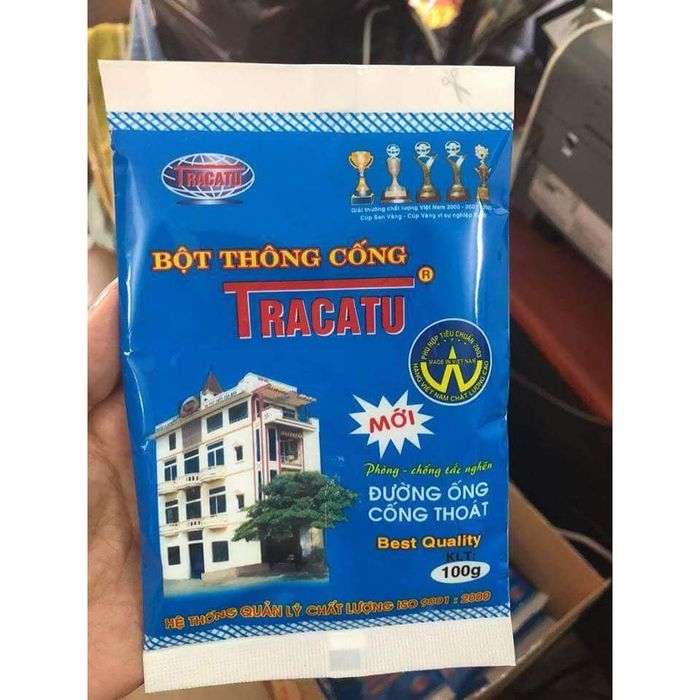 TRACATU
Giải thưởng chất lượng Việt Nam 2000 - 2001
Cúp Sen Vàng - Cúp Vàng vì sự nghiệp
BỘT THÔNG CỐNG
TRACATU ®
PHÙ HỢP TIÊU CHUẨN 2003
MADE IN VIET NAM
HÀNG VIỆT NAM CHẤT LƯỢNG CAO
MỚI
Phòng - chống tắc nghẽn
ĐƯỜNG ỐNG
CỐNG THOÁT
Best Quality
KLT:
100g
HỆ THỐNG QUẢN LÝ CHẤT LƯỢNG ISO 9001 : 2000